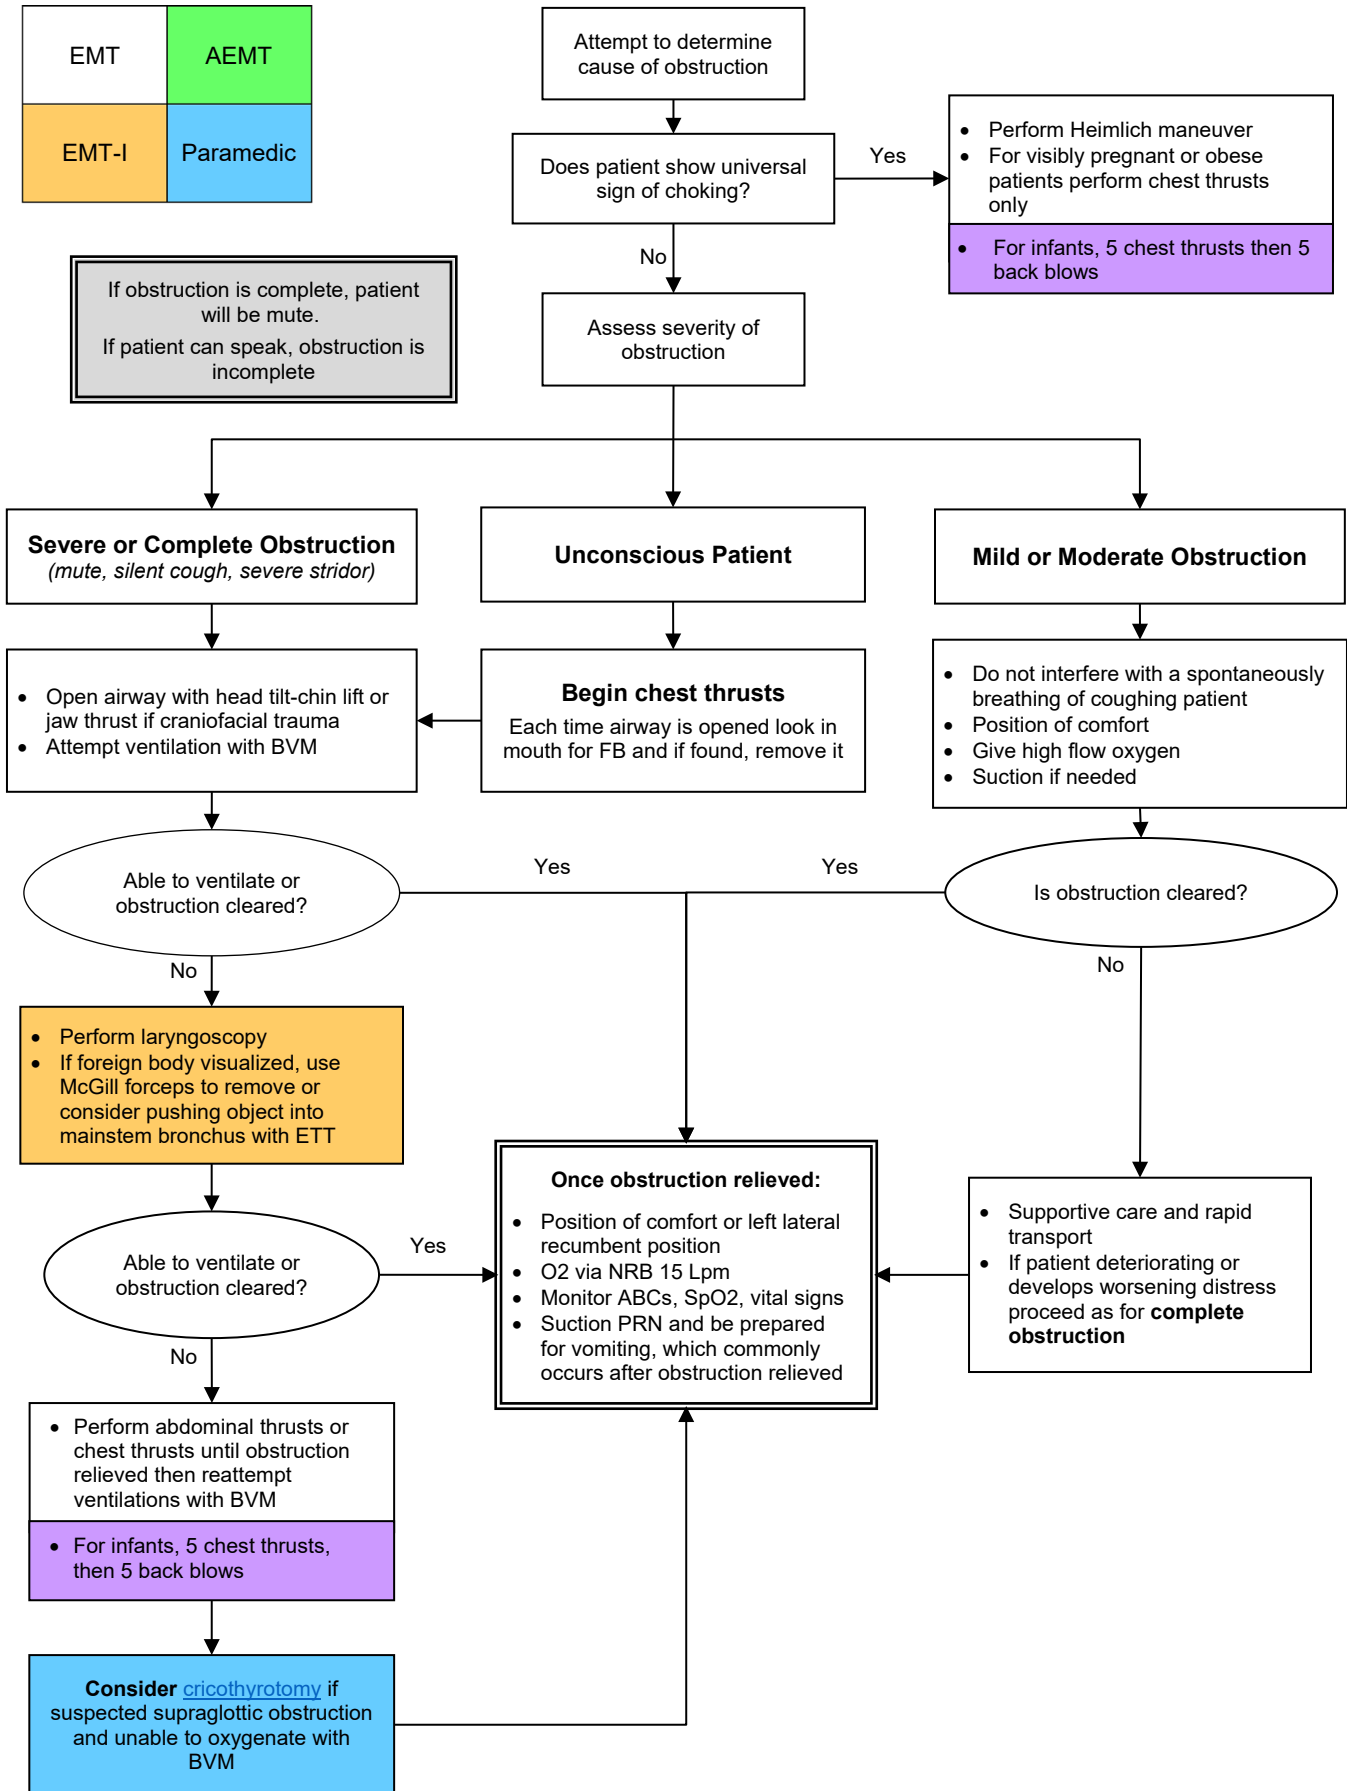 EMT
AEMT
EMT-I
Paramedic
Attempt to determine
cause of obstruction
Does patient show universal
sign of choking?
Yes
• Perform Heimlich maneuver
• For visibly pregnant or obese
patients perform chest thrusts
only
• For infants, 5 chest thrusts then 5
back blows
No
If obstruction is complete, patient
will be mute.
If patient can speak, obstruction is
incomplete
Assess severity of
obstruction
Severe or Complete Obstruction
(mute, silent cough, severe stridor)
Unconscious Patient
Mild or Moderate Obstruction
• Open airway with head tilt-chin lift or
jaw thrust if craniofacial trauma
• Attempt ventilation with BVM
Begin chest thrusts
Each time airway is opened look in
mouth for FB and if found, remove it
• Do not interfere with a spontaneously
breathing of coughing patient
• Position of comfort
• Give high flow oxygen
• Suction if needed
Able to ventilate or
obstruction cleared?
Yes
Yes
Is obstruction cleared?
No
No
• Perform laryngoscopy
• If foreign body visualized, use
McGill forceps to remove or
consider pushing object into
mainstem bronchus with ETT
Able to ventilate or
obstruction cleared?
Yes
Once obstruction relieved:
• Position of comfort or left lateral
recumbent position
• O2 via NRB 15 Lpm
• Monitor ABCs, SpO2, vital signs
• Suction PRN and be prepared
for vomiting, which commonly
occurs after obstruction relieved
• Supportive care and rapid
transport
• If patient deteriorating or
develops worsening distress
proceed as for complete
obstruction
No
• Perform abdominal thrusts or
chest thrusts until obstruction
relieved then reattempt
ventilations with BVM
• For infants, 5 chest thrusts,
then 5 back blows
Consider cricothyrotomy if
suspected supraglottic obstruction
and unable to oxygenate with
BVM